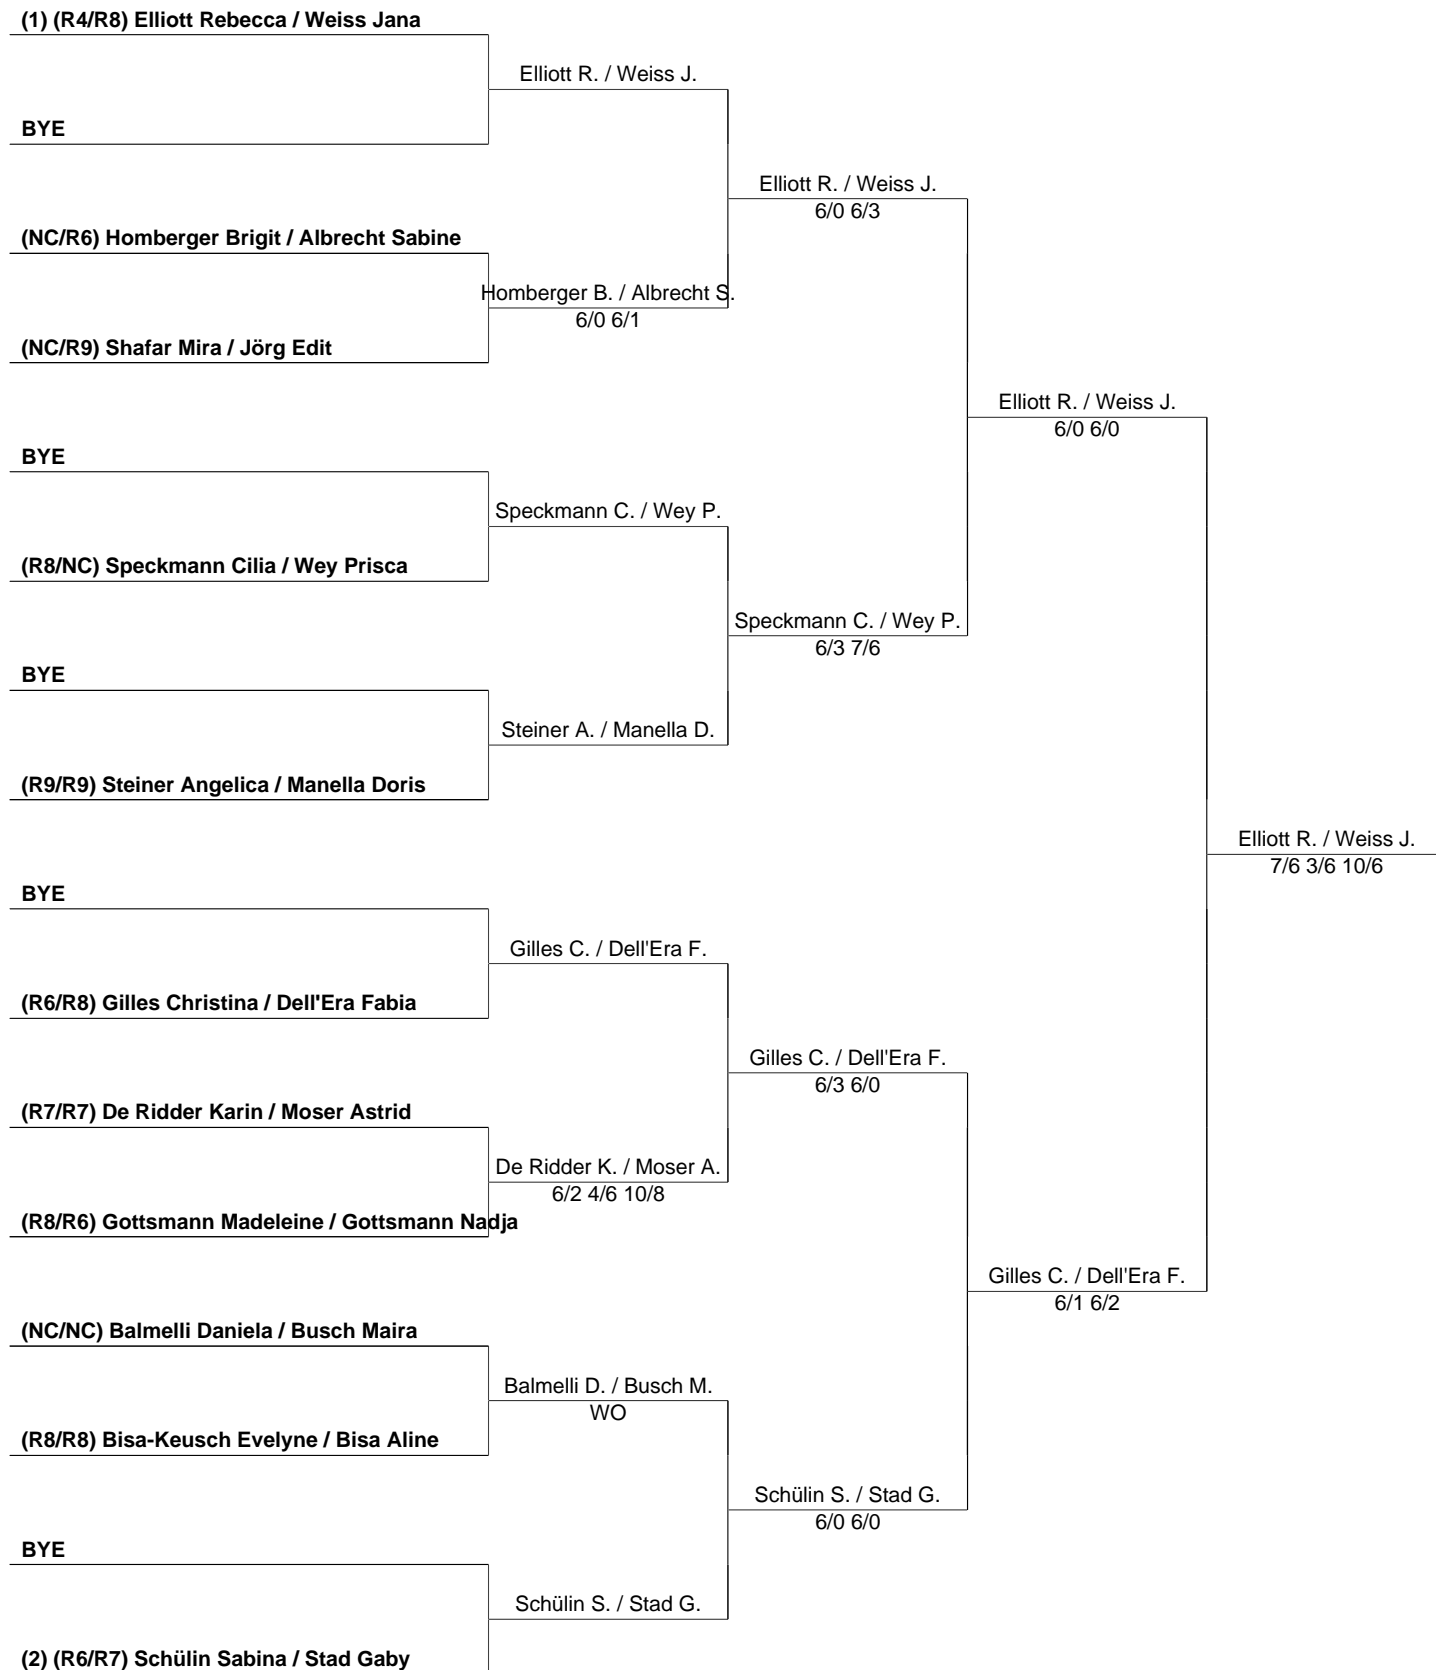 (1) (R4/R8) Elliott Rebecca / Weiss Jana
Elliott R. / Weiss J.
BYE
Elliott R. / Weiss J.
6/0 6/3
(NC/R6) Homberger Brigit / Albrecht Sabine
Homberger B. / Albrecht S.
6/0 6/1
(NC/R9) Shafar Mira / Jörg Edit
Elliott R. / Weiss J.
6/0 6/0
BYE
Speckmann C. / Wey P.
(R8/NC) Speckmann Cilia / Wey Prisca
Speckmann C. / Wey P.
6/3 7/6
BYE
Steiner A. / Manella D.
(R9/R9) Steiner Angelica / Manella Doris
Elliott R. / Weiss J.
7/6 3/6 10/6
BYE
Gilles C. / Dell'Era F.
(R6/R8) Gilles Christina / Dell'Era Fabia
Gilles C. / Dell'Era F.
6/3 6/0
(R7/R7) De Ridder Karin / Moser Astrid
De Ridder K. / Moser A.
6/2 4/6 10/8
(R8/R6) Gottsmann Madeleine / Gottsmann Nadja
Gilles C. / Dell'Era F.
6/1 6/2
(NC/NC) Balmelli Daniela / Busch Maira
Balmelli D. / Busch M.
WO
(R8/R8) Bisa-Keusch Evelyne / Bisa Aline
Schülin S. / Stad G.
6/0 6/0
BYE
Schülin S. / Stad G.
(2) (R6/R7) Schülin Sabina / Stad Gaby